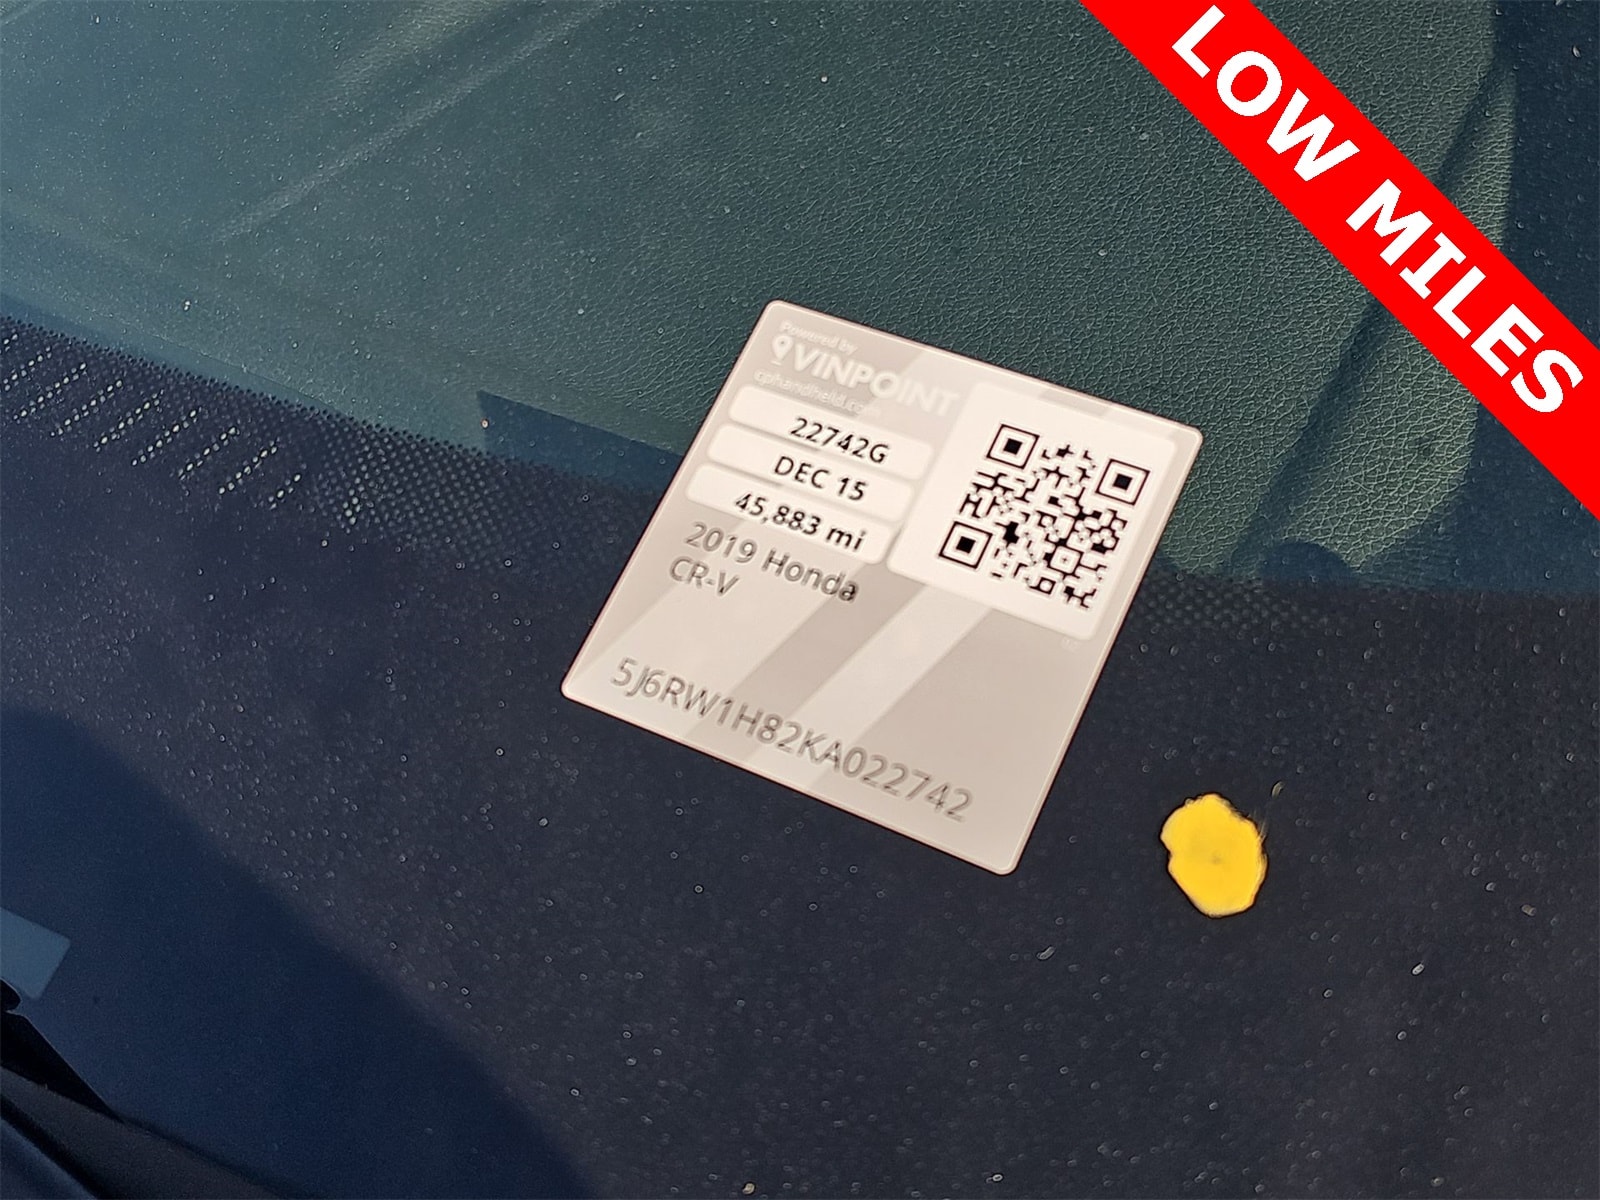 LOW MILES
Powered by
VINPOINT
22742G
DEC 15
45,883 mi
2019 Honda
CR-V
5J6RW1H82KA022742